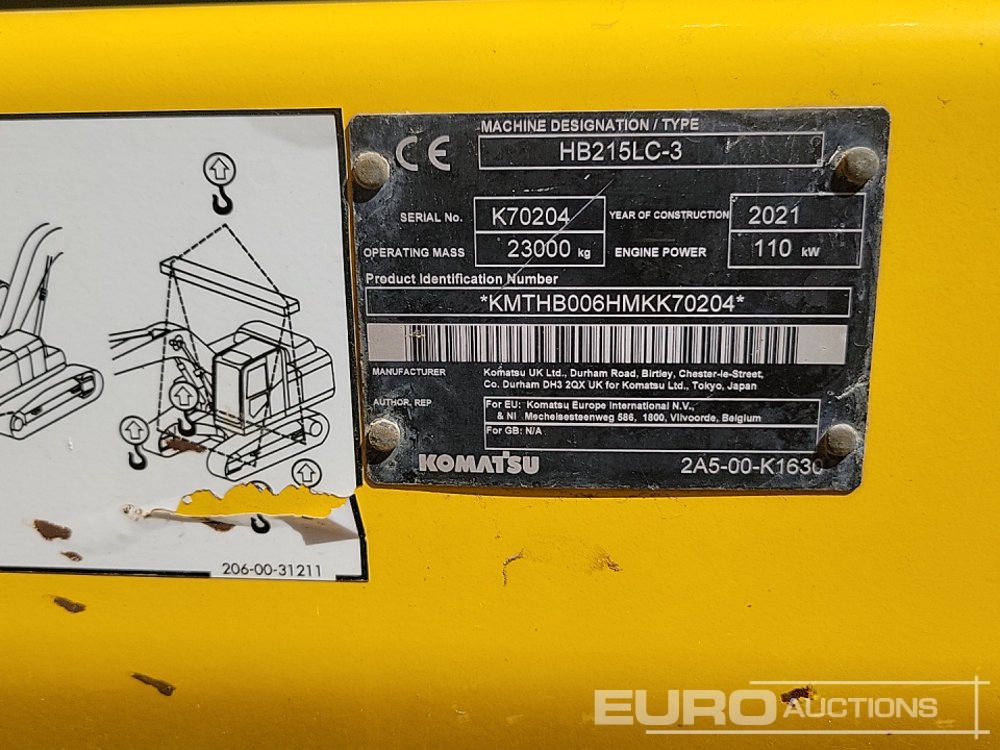 CE
MACHINE DESIGNATION / TYPE
HB215LC-3
SERIAL No. K70204 YEAR OF CONSTRUCTION 2021
OPERATING MASS 23000 kg ENGINE POWER 110 kW
Product Identification Number
*KMTHB006HMKK70204*
MANUFACTURER Komatsu UK Ltd., Durham Road, Birtley, Chester-le-Street,
Co. Durham DH3 2QX UK for Komatsu Ltd., Tokyo, Japan
AUTHOR. REP For EU: Komatsu Europe International N.V.,
& NI Mechelsesteenweg 586, 1800, Vilvoorde, Belgium
For GB: N/A
KOMATSU 2A5-00-K1630
206-00-31211
EURO AUCTIONS